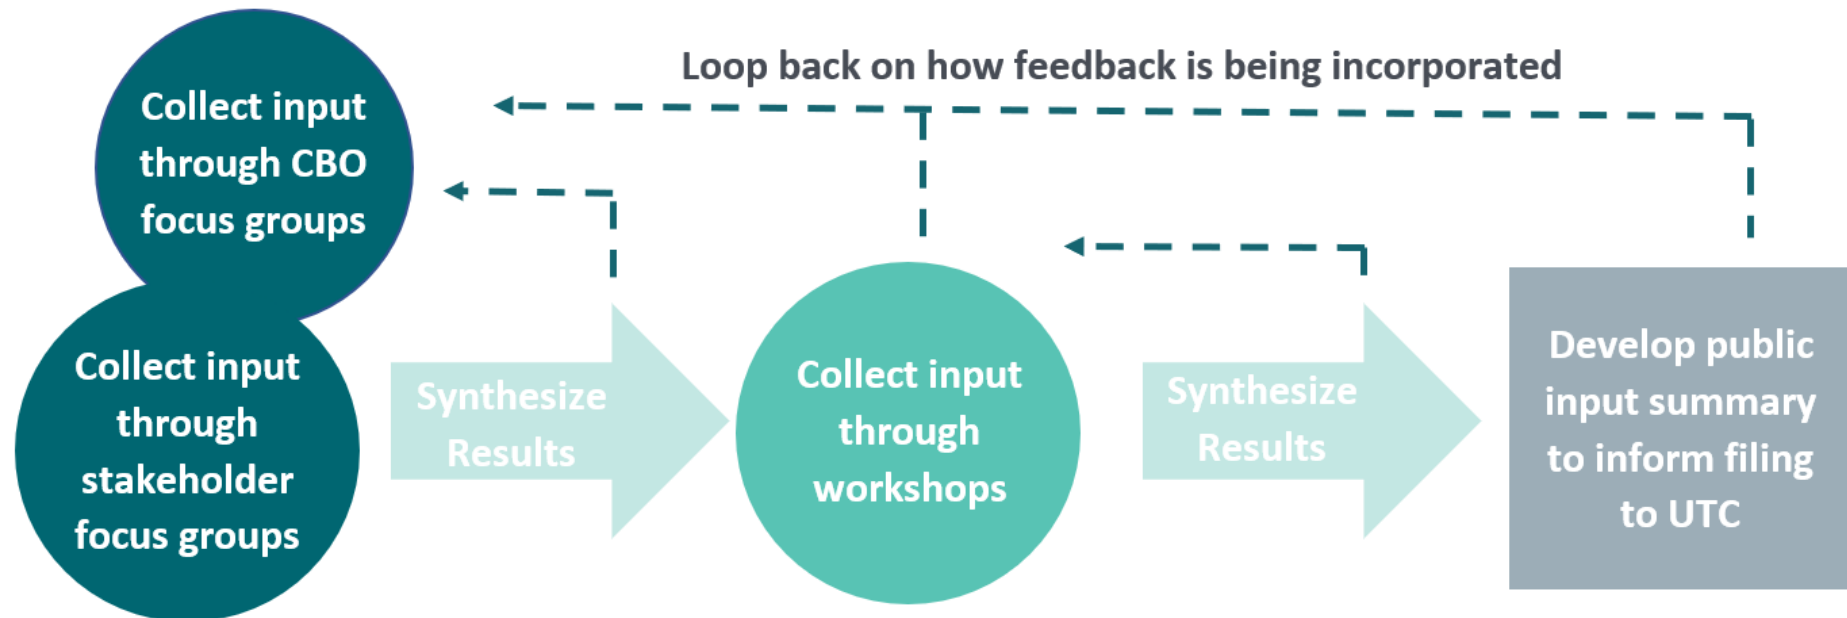 Loop back on how feedback is being incorporated
Collect input
through CBO
focus groups
Collect input
through
stakeholder
focus groups
Synthesize
Results
Collect input
through
workshops
Synthesize
Results
Develop public
input summary
to inform filing
to UTC